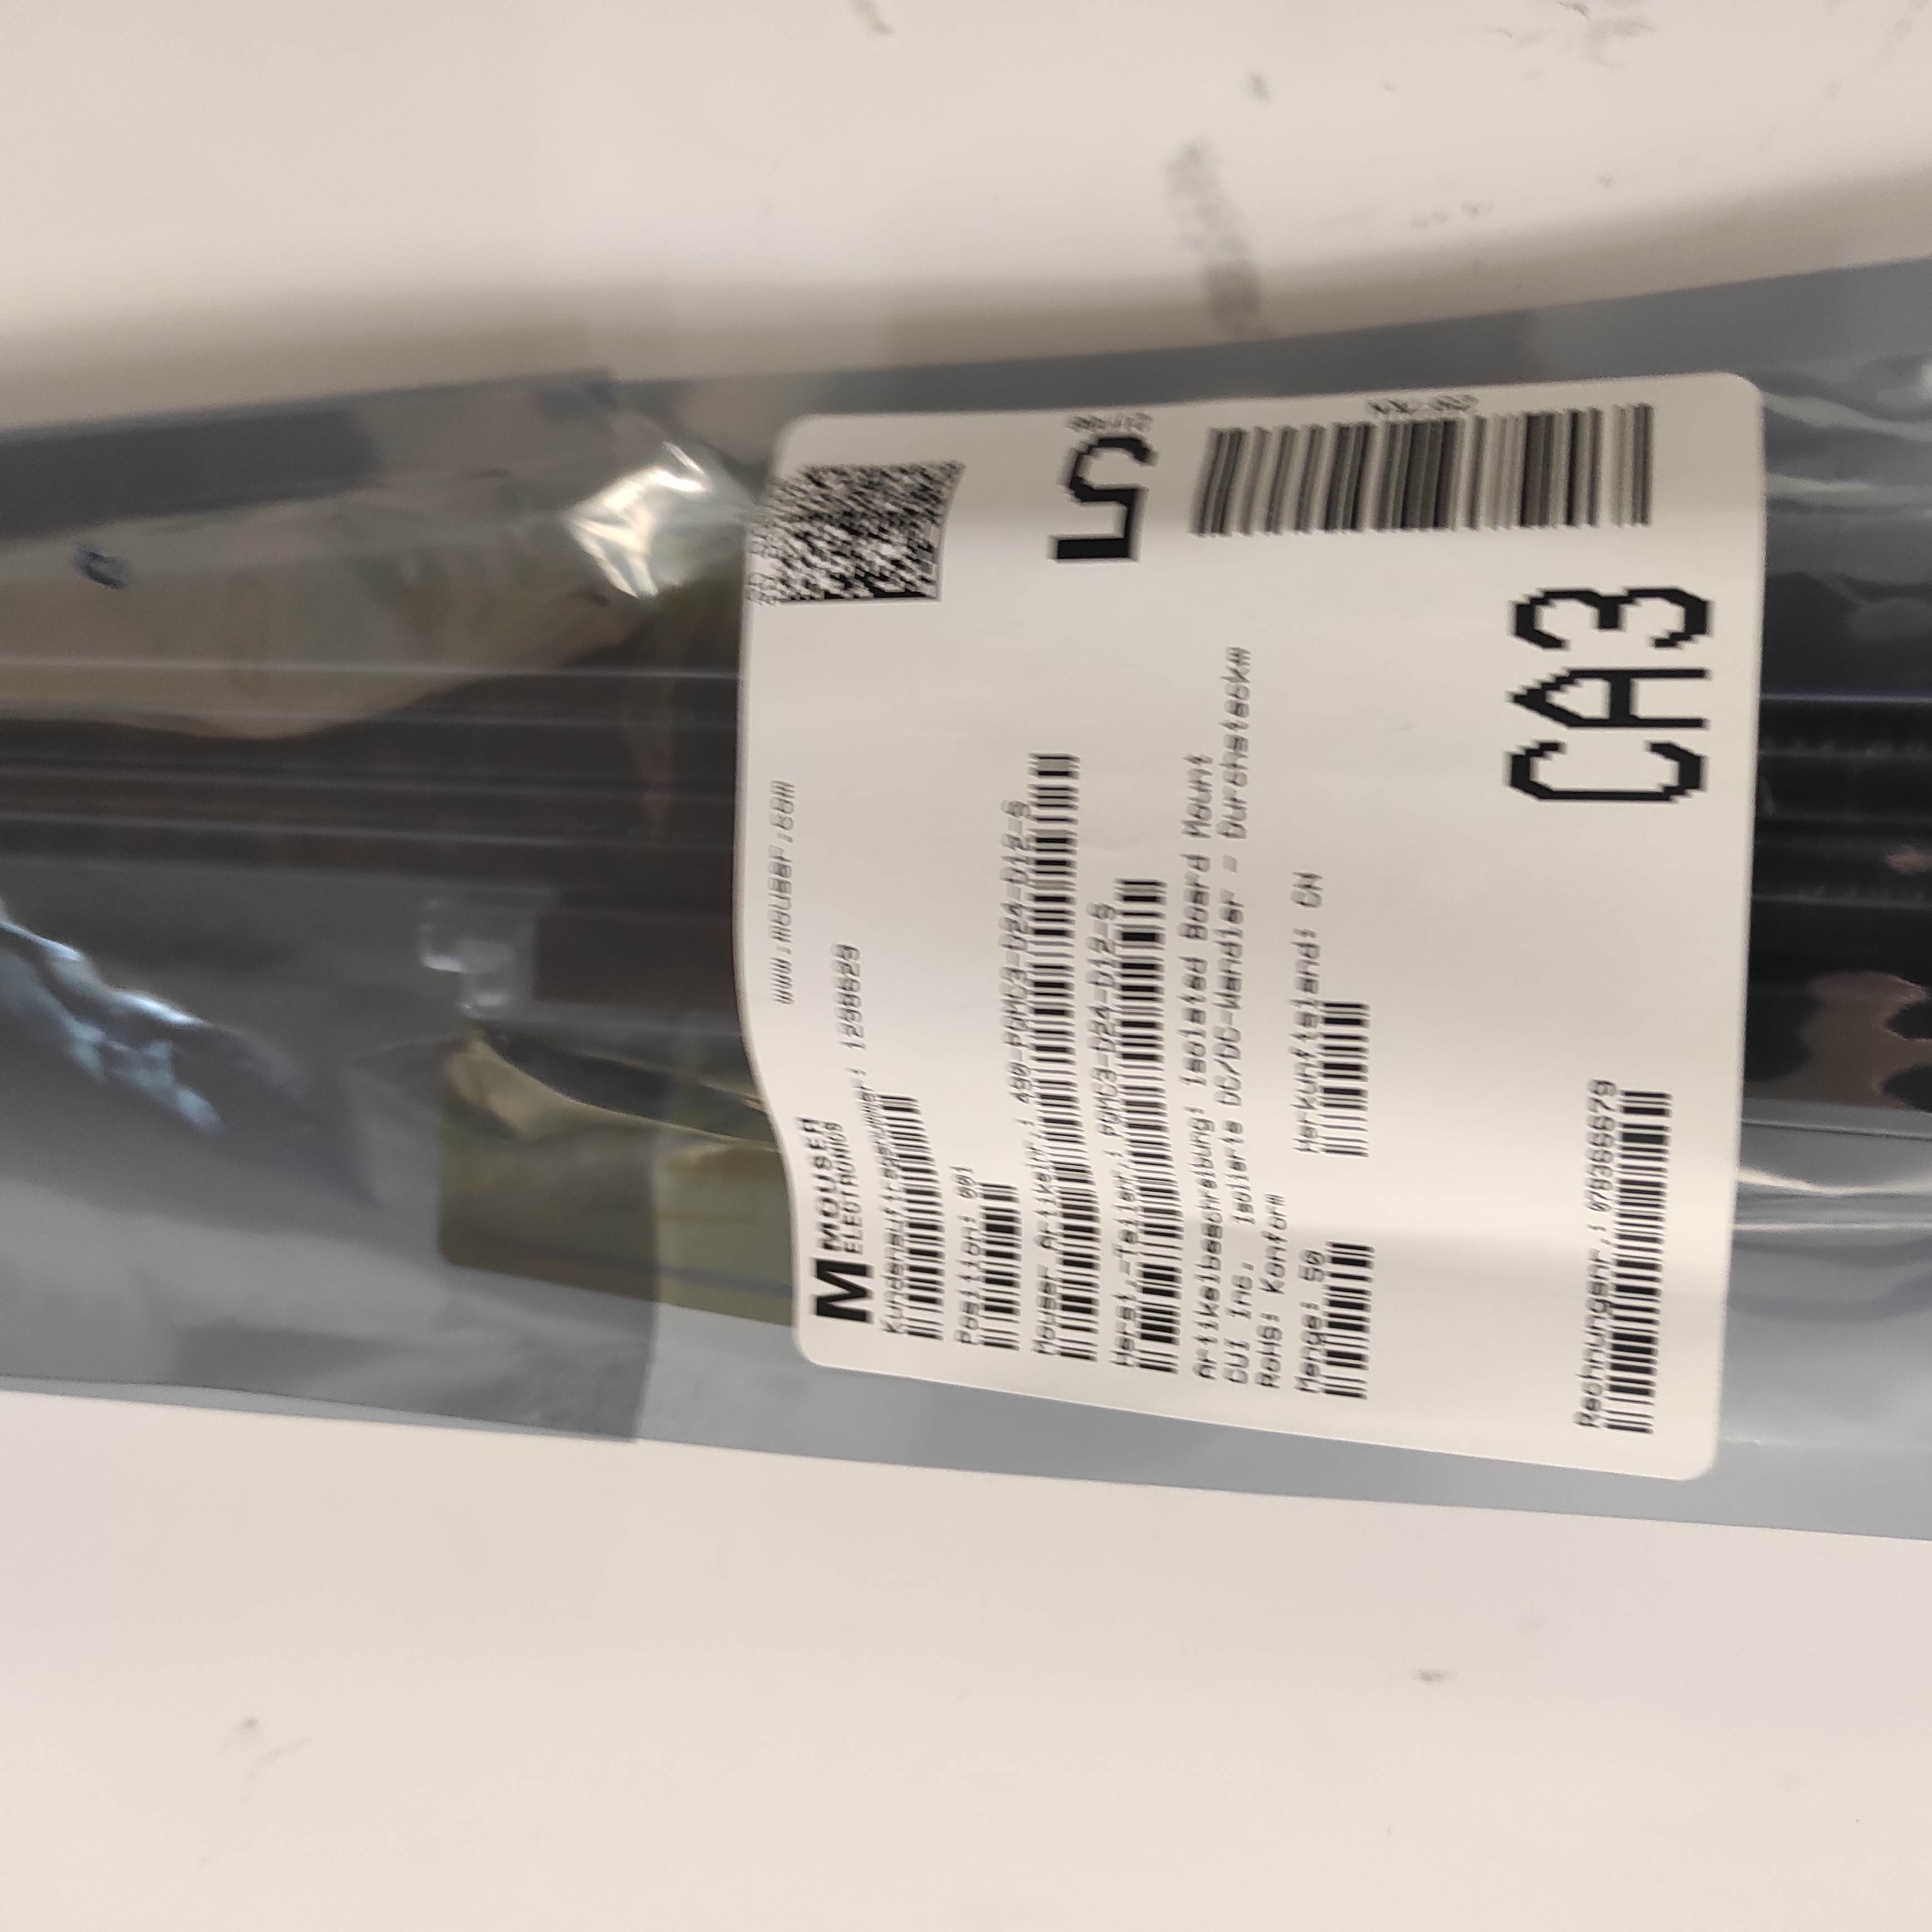 www.mouser.com
MOUSER
ELECTRONICS
Kundenauftragsnummer: 1298629
Position: 001
Mouser Artikelnr.: 490-PQMC3-D24-D12-S
Herst.-Teilenr.: PQMC3-D24-D12-S
Artikelbeschreibung: Isolated Board Mount
CUI Inc. Isolierte DC/DC-Wandler - Durchsteckm
RoHS: Konform
Menge: 50 Herkunftsland: CN
5
CA3
Rechnungsnr.: